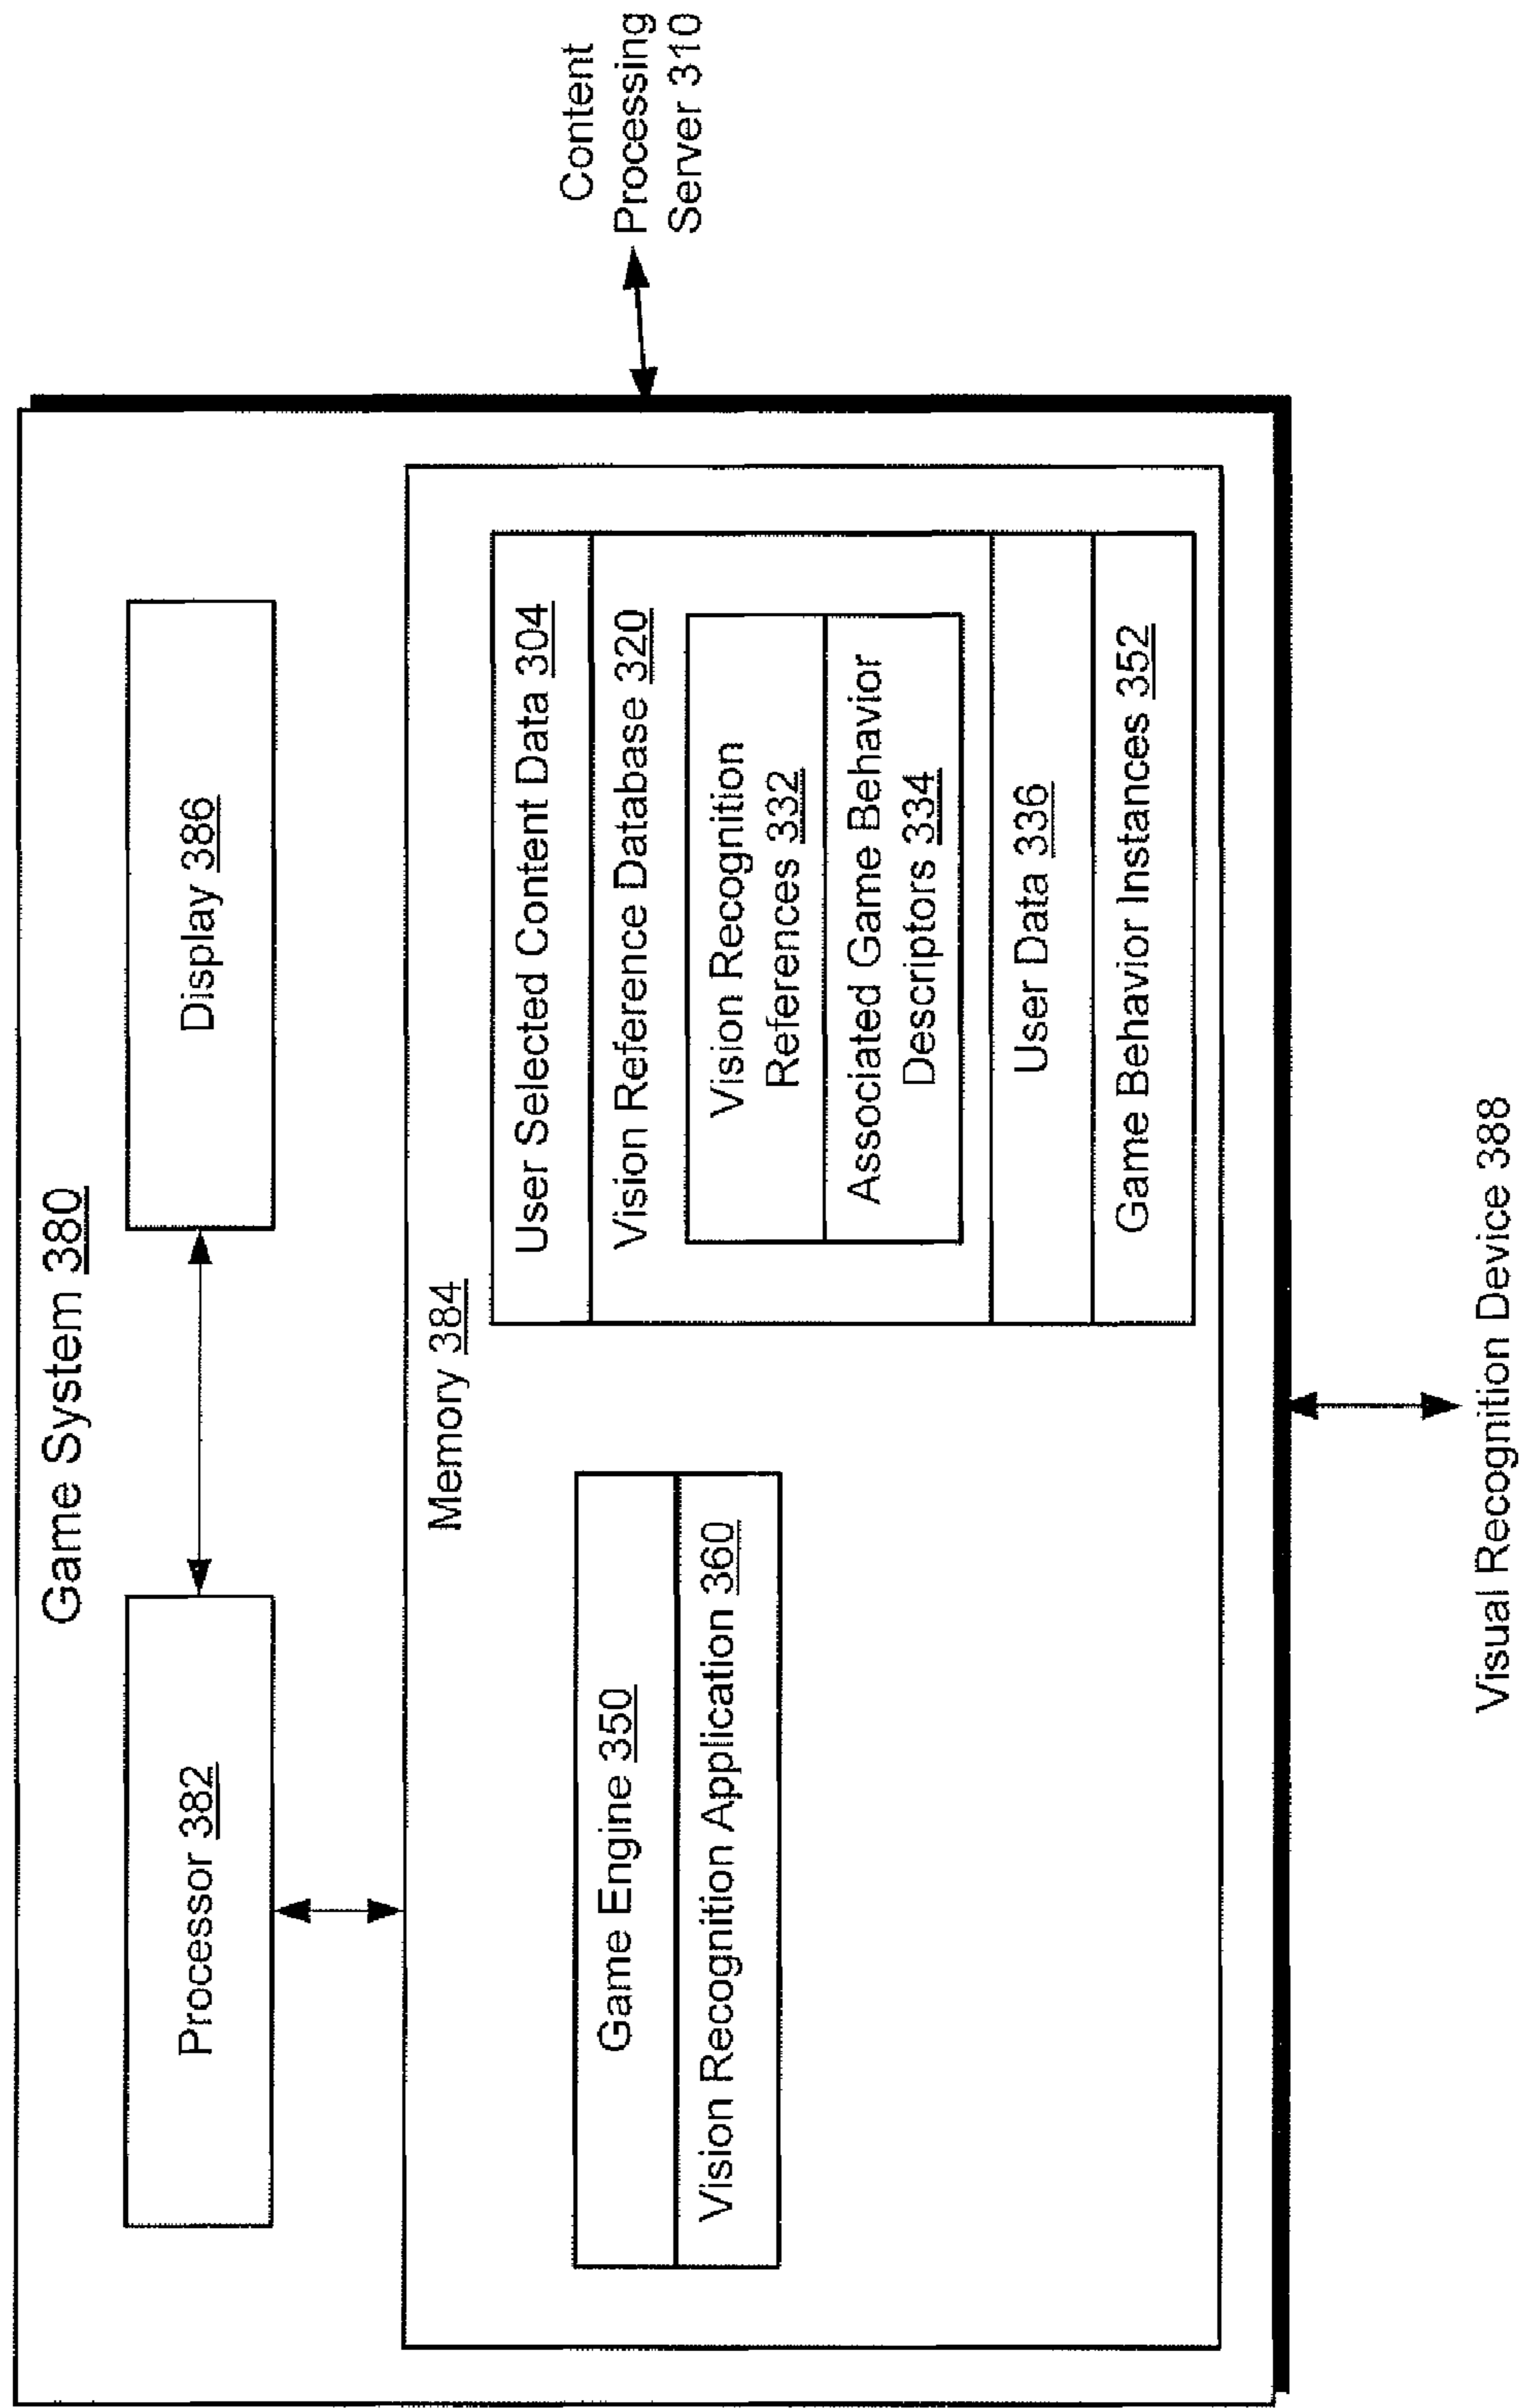 Game System 380
Processor 382
Display 386
Memory 384
Game Engine 350
Vision Recognition Application 360
User Selected Content Data 304
Vision Reference Database 320
Vision Recognition
References 332
Associated Game Behavior
Descriptors 334
User Data 336
Game Behavior Instances 352
Content
Processing
Server 310
Visual Recognition Device 388